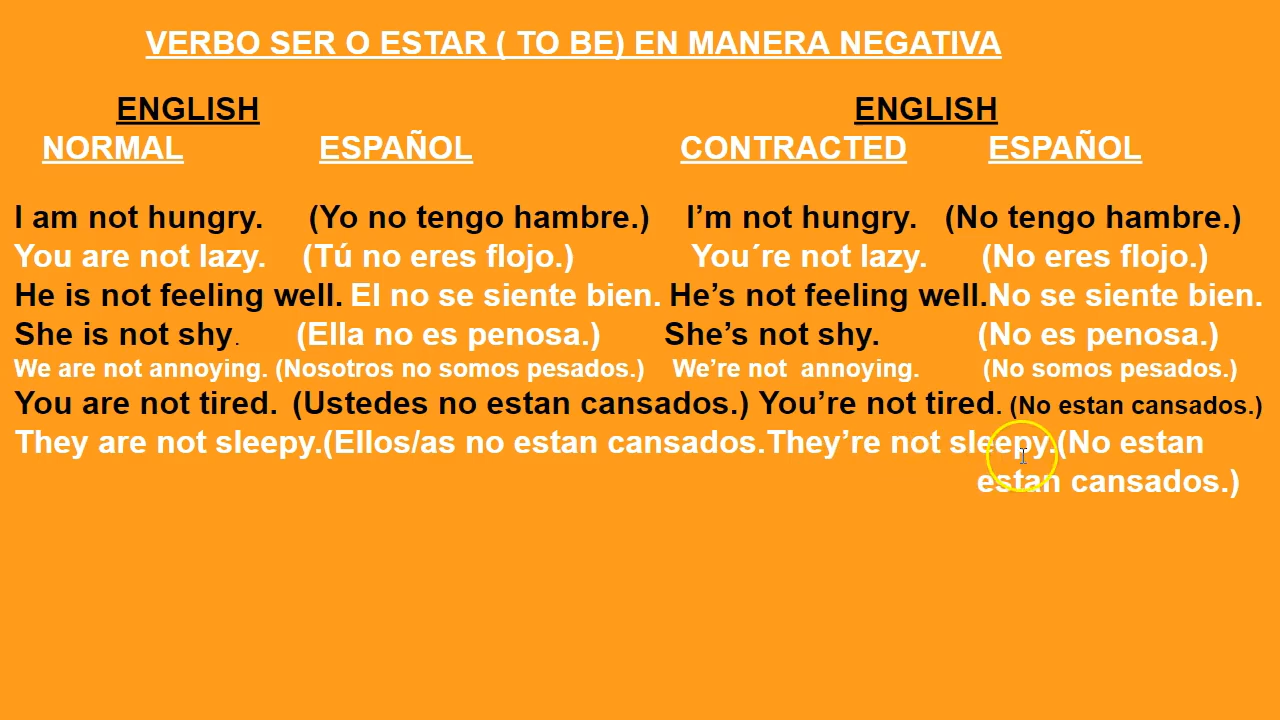 VERBO SER O ESTAR ( TO BE) EN MANERA NEGATIVA
ENGLISH ENGLISH
NORMAL ESPAÑOL CONTRACTED ESPAÑOL
I am not hungry. (Yo no tengo hambre.) I’m not hungry. (No tengo hambre.)
You are not lazy. (Tú no eres flojo.) You´re not lazy. (No eres flojo.)
He is not feeling well. El no se siente bien. He’s not feeling well.No se siente bien.
She is not shy. (Ella no es penosa.) She’s not shy. (No es penosa.)
We are not annoying. (Nosotros no somos pesados.) We’re not annoying. (No somos pesados.)
You are not tired. (Ustedes no estan cansados.) You’re not tired. (No estan cansados.)
They are not sleepy.(Ellos/as no estan cansados.They’re not sleepy.(No estan
estan cansados.)